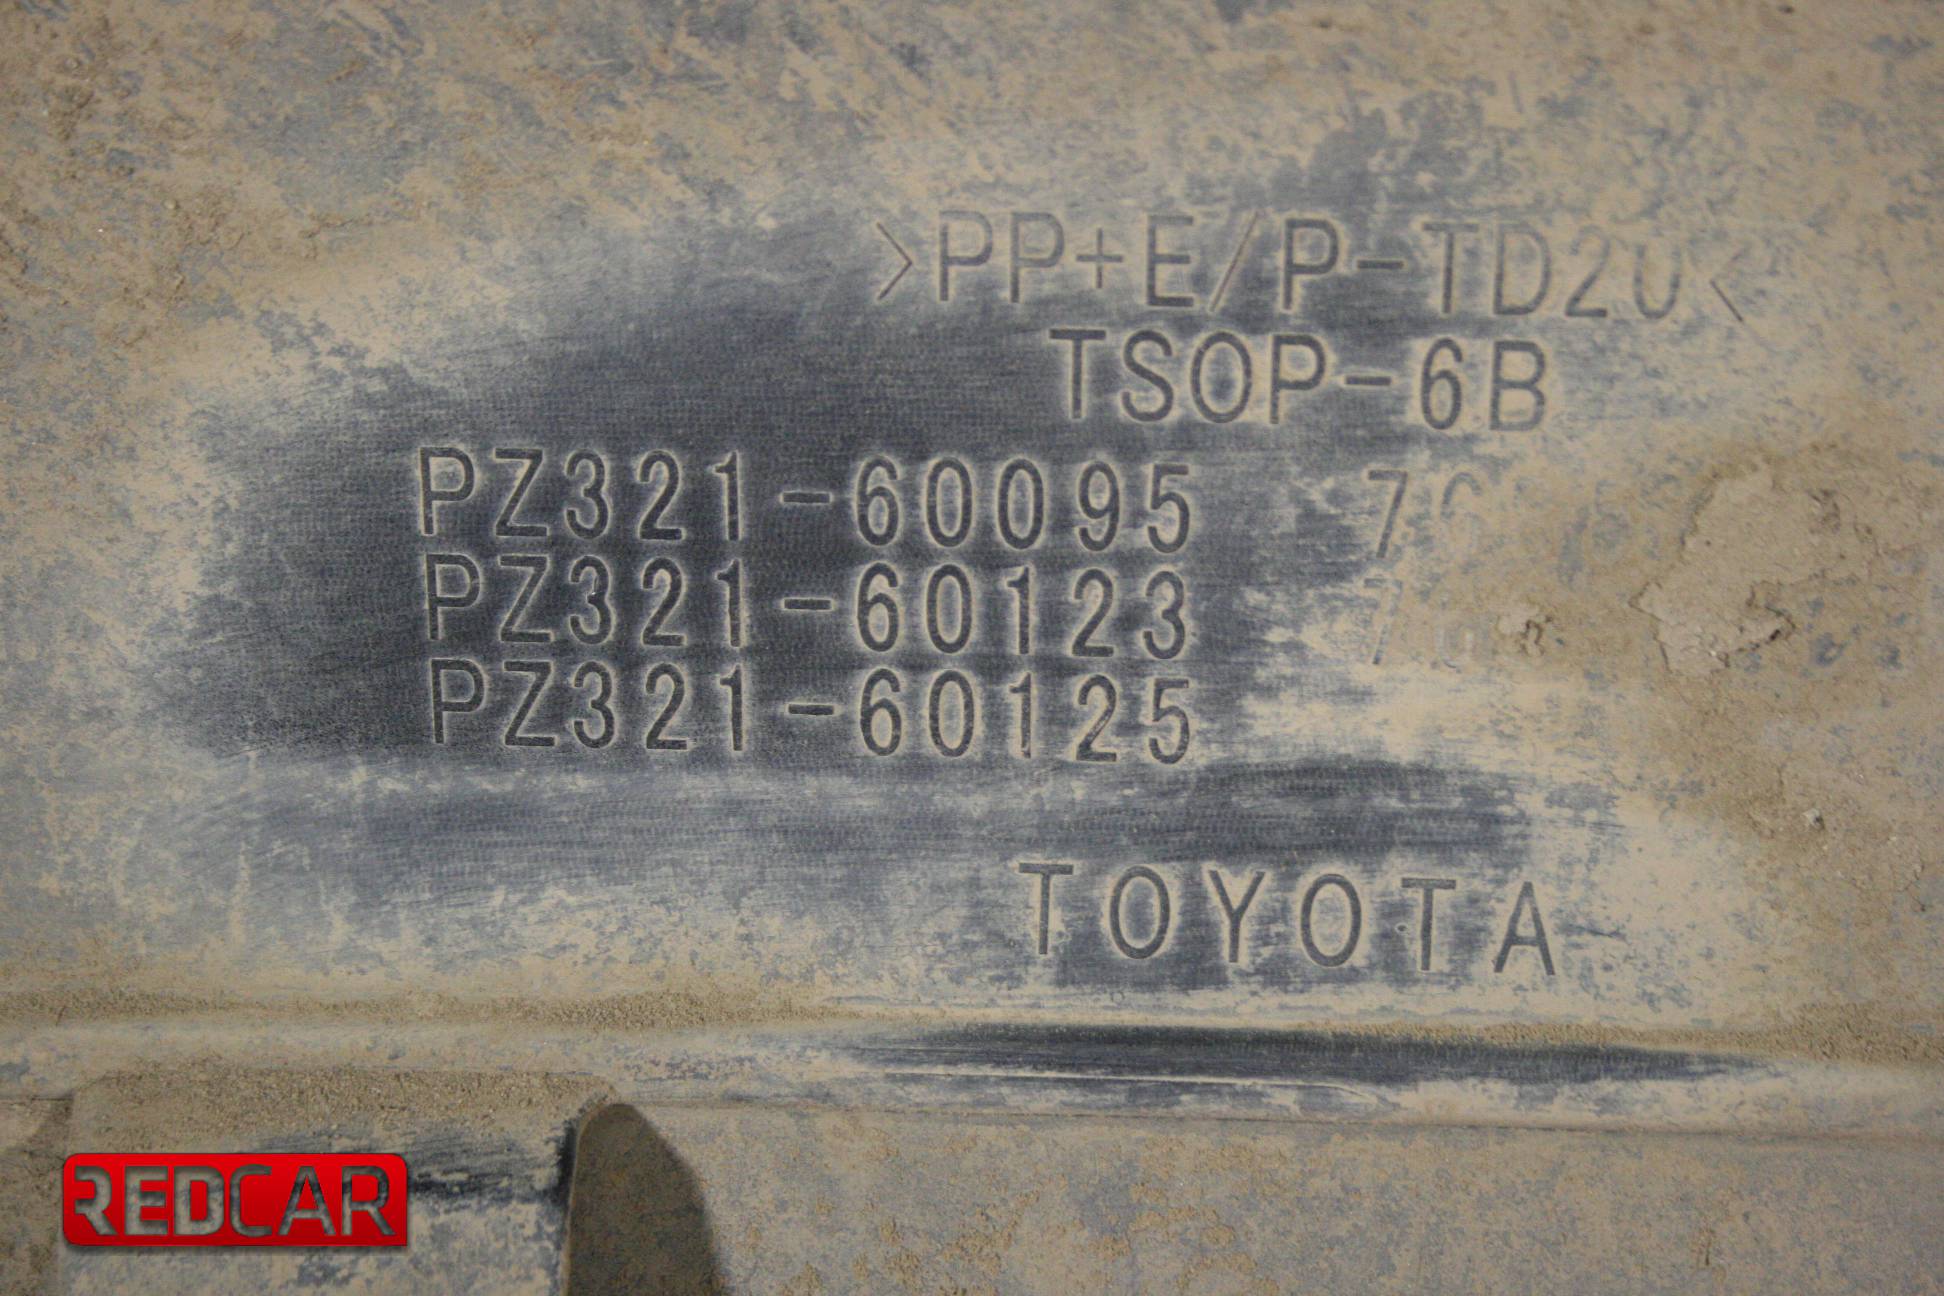 >PP+E/P-TD20<
TSOP-6B
PZ321-60095
PZ321-60123
PZ321-60125
TOYOTA
REDCAR